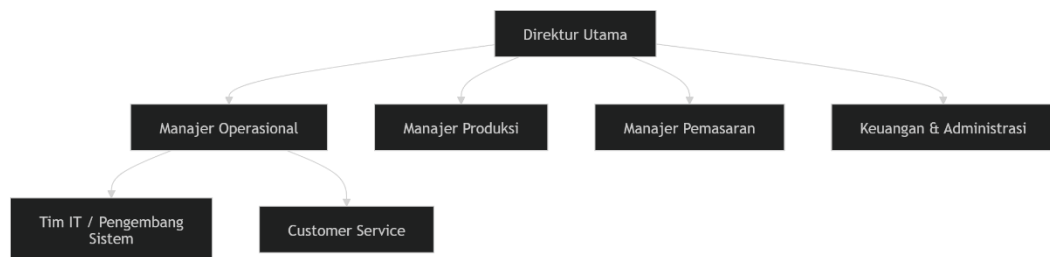 Direktur Utama
Manajer Operasional
Manajer Produksi
Manajer Pemasaran
Keuangan & Administrasi
Tim IT / Pengembang
Sistem
Customer Service